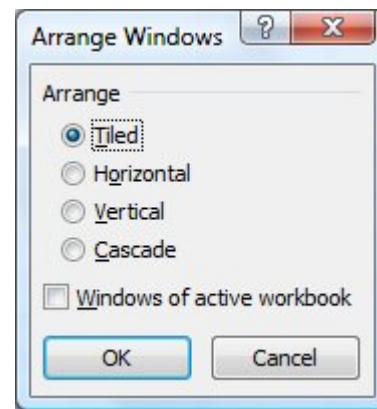 Arrange Windows ? X
Arrange
Tiled
Horizontal
Vertical
Cascade
Windows of active workbook
OK Cancel